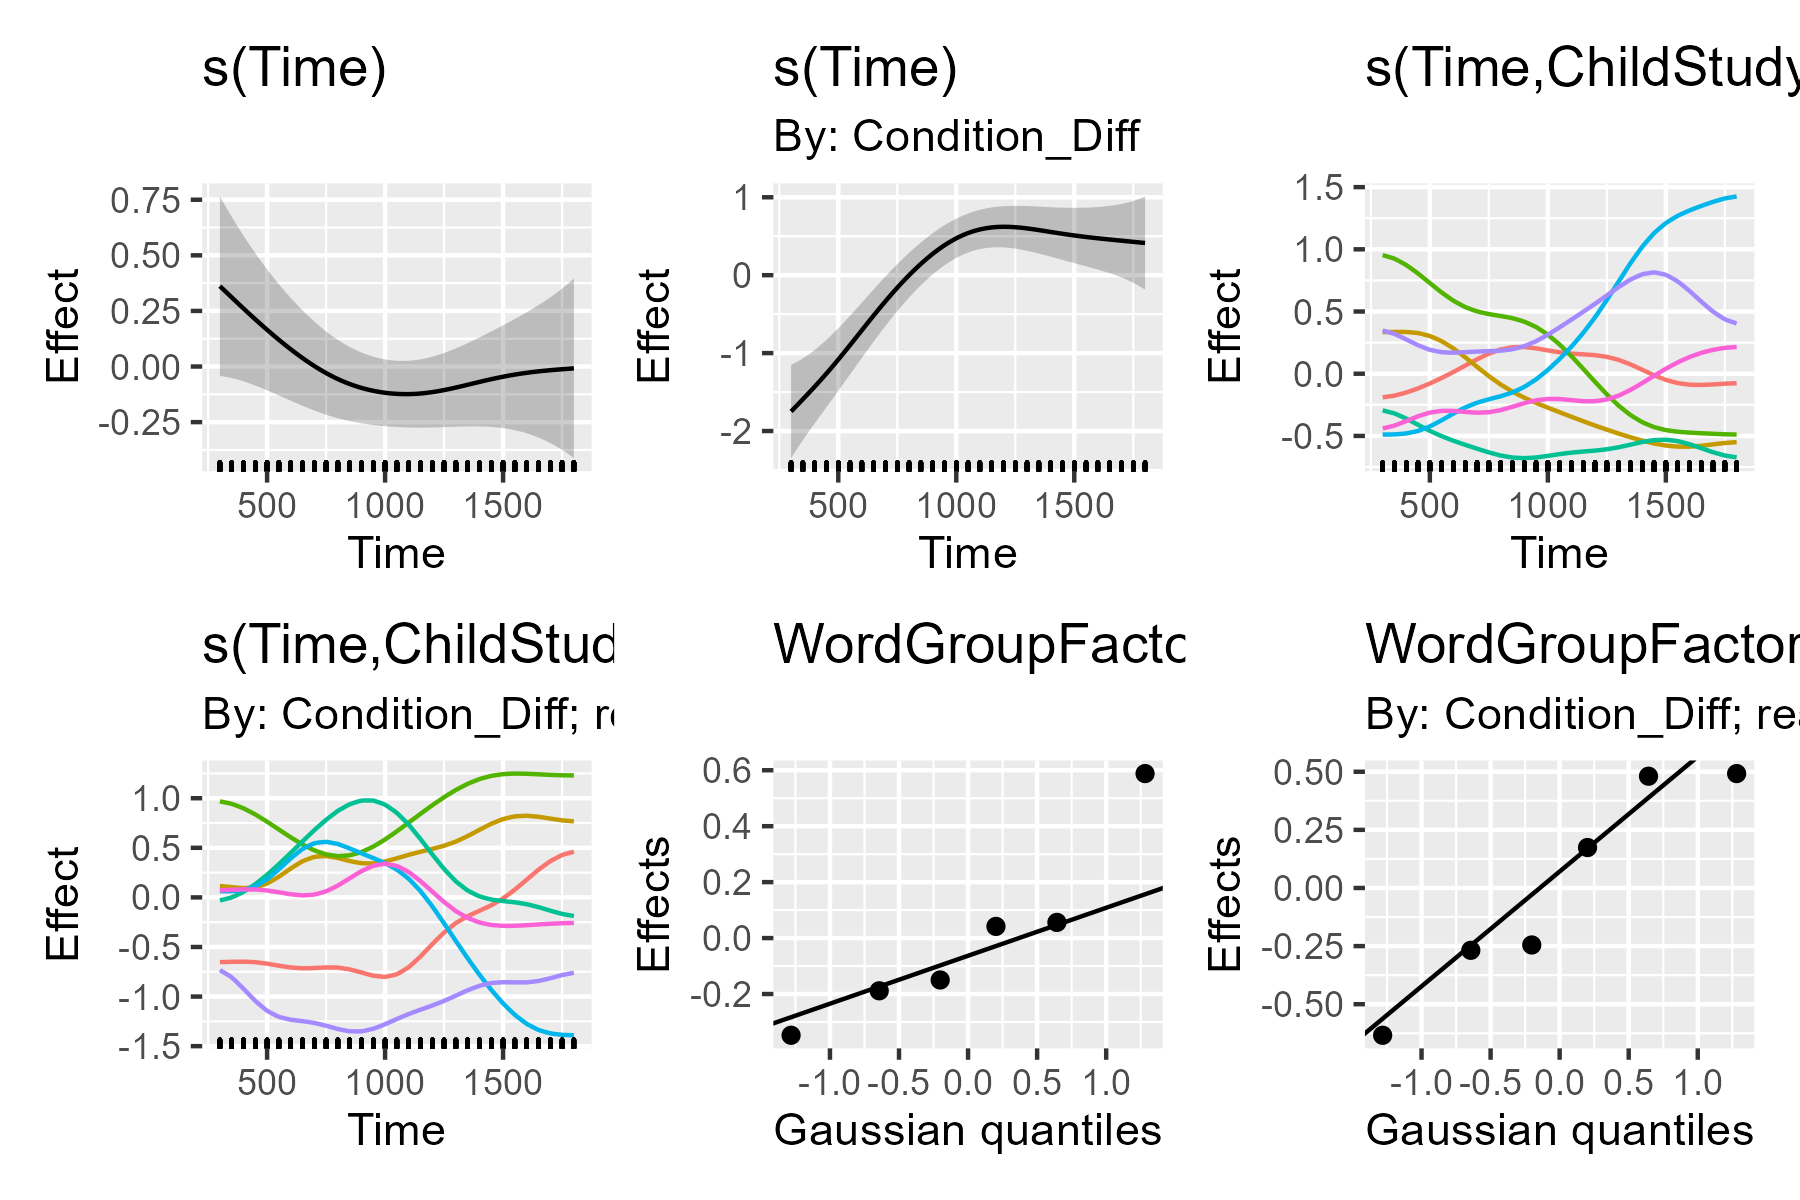 s(Time)
0.75
0.50
0.25
0.00
-0.25
Effect
500 1000 1500
Time
s(Time)
By: Condition_Diff
1
0
-1
-2
Effect
500 1000 1500
Time
s(Time,ChildStudy
1.5
1.0
0.5
0.0
-0.5
Effect
500 1000 1500
Time
s(Time,ChildStud
By: Condition_Diff; re
1.0
0.5
0.0
-0.5
-1.0
-1.5
Effect
500 1000 1500
Time
WordGroupFacto
0.6
0.4
0.2
0.0
-0.2
Effects
-1.0 -0.5 0.0 0.5 1.0
Gaussian quantiles
WordGroupFactor
By: Condition_Diff; rea
0.50
0.25
0.00
-0.25
-0.50
Effects
-1.0 -0.5 0.0 0.5 1.0
Gaussian quantiles